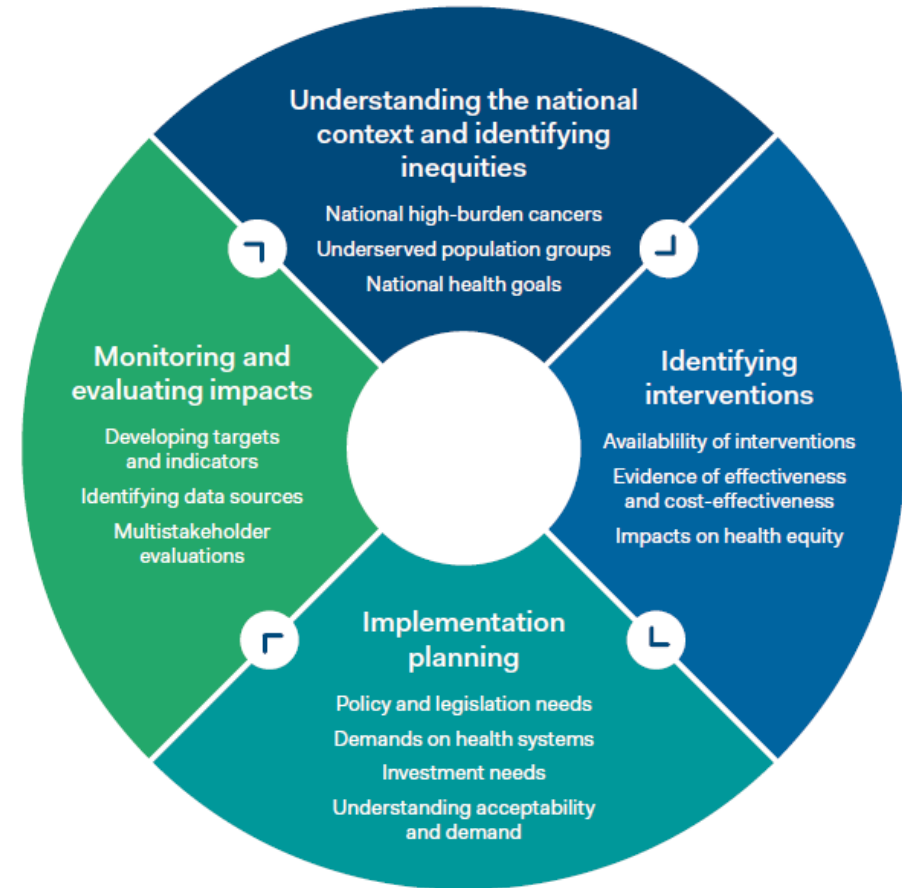 Understanding the national
context and identifying
inequities
National high-burden cancers
Underserved population groups
National health goals
Identifying
interventions
Availablility of interventions
Evidence of effectiveness
and cost-effectiveness
Impacts on health equity
Implementation
planning
Policy and legislation needs
Demands on health systems
Investment needs
Understanding acceptability
and demand
Monitoring and
evaluating impacts
Developing targets
and indicators
Identifying data sources
Multistakeholder
evaluations